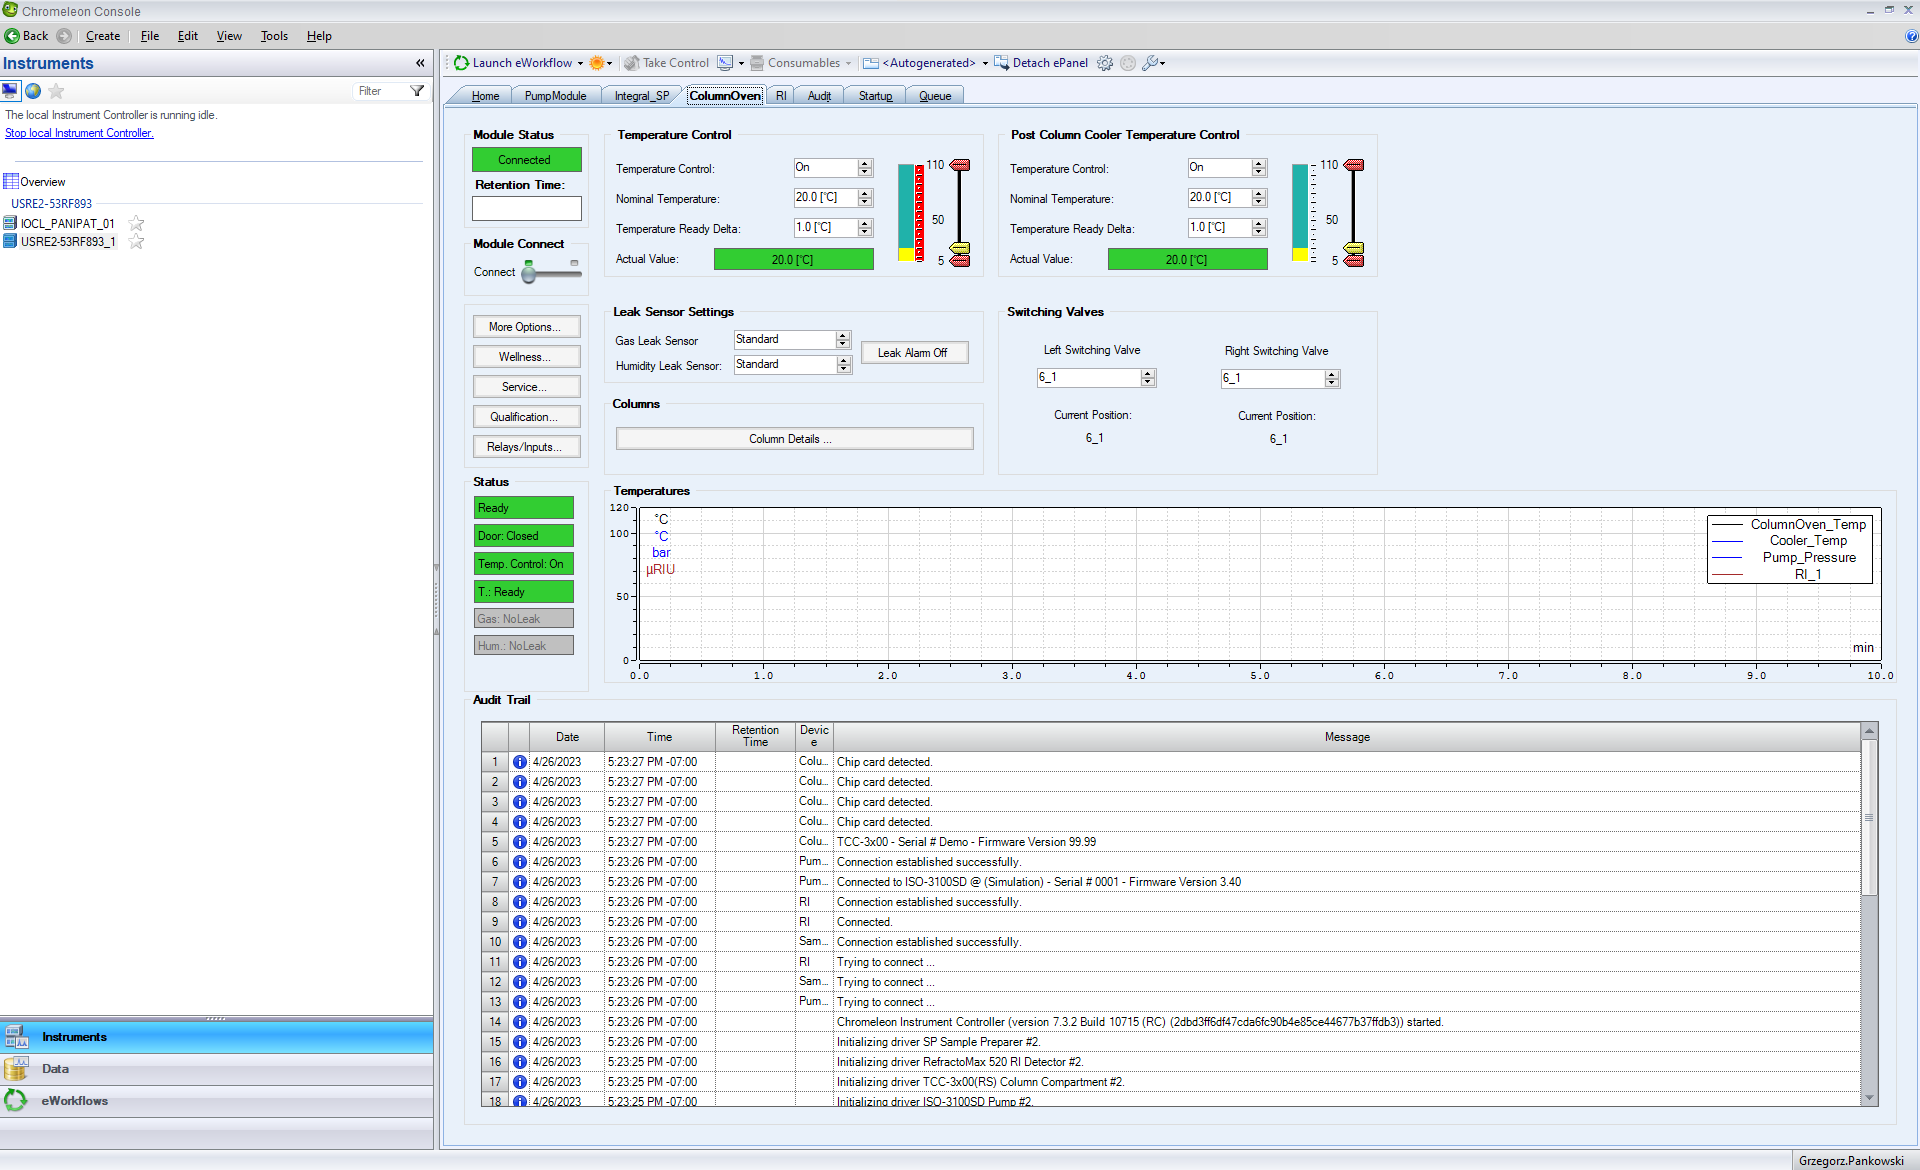 Chromeleon Console
Back Create File Edit View Tools Help
Instruments «
Filter
The local Instrument Controller is running idle.
Stop local Instrument Controller.
Overview
USRE2-53RF893
IOCL_PANIPAT_01
USRE2-53RF893_1
Instruments
Data
eWorkflows
Launch eWorkflow Take Control Consumables <Autogenerated> Detach ePanel
Home PumpModule Integral_SP ColumnOven RI Audit Startup Queue
Module Status
Connected
Retention Time:
Module Connect
Connect
More Options...
Wellness...
Service...
Qualification...
Relays/Inputs...
Status
Ready
Door: Closed
Temp. Control: On
T.: Ready
Gas: NoLeak
Hum.: NoLeak
Temperature Control
Temperature Control: On
Nominal Temperature: 20.0 [°C]
Temperature Ready Delta: 1.0 [°C]
Actual Value: 20.0 [°C]
110
50
5
Post Column Cooler Temperature Control
Temperature Control: On
Nominal Temperature: 20.0 [°C]
Temperature Ready Delta: 1.0 [°C]
Actual Value: 20.0 [°C]
110
50
5
Leak Sensor Settings
Gas Leak Sensor Standard
Humidity Leak Sensor: Standard
Leak Alarm Off
Columns
Column Details ...
Switching Valves
Left Switching Valve Right Switching Valve
6_1 6_1
Current Position: Current Position:
6_1 6_1
Temperatures
120
100
50
0
°C
°C
bar
µRIU
ColumnOven_Temp
Cooler_Temp
Pump_Pressure
RI_1
min
0.0 1.0 2.0 3.0 4.0 5.0 6.0 7.0 8.0 9.0 10.0
Audit Trail
Date Time Retention Time Device Message
1 4/26/2023 5:23:27 PM -07:00 Colu... Chip card detected.
2 4/26/2023 5:23:27 PM -07:00 Colu... Chip card detected.
3 4/26/2023 5:23:27 PM -07:00 Colu... Chip card detected.
4 4/26/2023 5:23:27 PM -07:00 Colu... Chip card detected.
5 4/26/2023 5:23:27 PM -07:00 Colu... TCC-3x00 - Serial # Demo - Firmware Version 99.99
6 4/26/2023 5:23:26 PM -07:00 Pum... Connection established successfully.
7 4/26/2023 5:23:26 PM -07:00 Pum... Connected to ISO-3100SD @ (Simulation) - Serial # 0001 - Firmware Version 3.40
8 4/26/2023 5:23:26 PM -07:00 RI Connection established successfully.
9 4/26/2023 5:23:26 PM -07:00 RI Connected.
10 4/26/2023 5:23:26 PM -07:00 Sam... Connection established successfully.
11 4/26/2023 5:23:26 PM -07:00 RI Trying to connect ...
12 4/26/2023 5:23:26 PM -07:00 Sam... Trying to connect ...
13 4/26/2023 5:23:26 PM -07:00 Pum... Trying to connect ...
14 4/26/2023 5:23:26 PM -07:00 Chromeleon Instrument Controller (version 7.3.2 Build 10715 (RC) (2dbd3ff6df47cda6fc90b4e85ce44677b37ffdb3)) started.
15 4/26/2023 5:23:26 PM -07:00 Initializing driver SP Sample Preparer #2.
16 4/26/2023 5:23:25 PM -07:00 Initializing driver RefractoMax 520 RI Detector #2.
17 4/26/2023 5:23:25 PM -07:00 Initializing driver TCC-3x00(RS) Column Compartment #2.
18 4/26/2023 5:23:25 PM -07:00 Initializing driver ISO-3100SD Pump #2.
Grzegorz.Pankowski